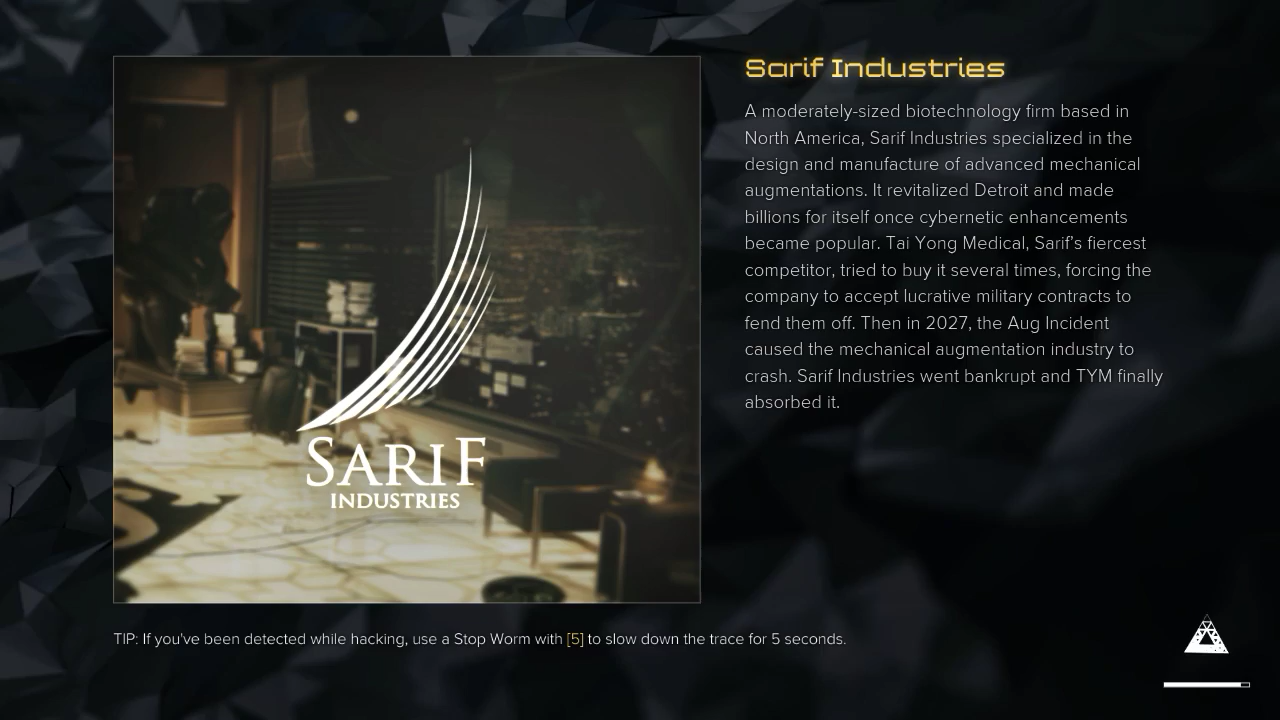 Sarif Industries
A moderately-sized biotechnology firm based in
North America, Sarif Industries specialized in the
design and manufacture of advanced mechanical
augmentations. It revitalized Detroit and made
billions for itself once cybernetic enhancements
became popular. Tai Yong Medical, Sarif's fiercest
competitor, tried to buy it several times, forcing the
company to accept lucrative military contracts to
fend them off. Then in 2027, the Aug Incident
caused the mechanical augmentation industry to
crash. Sarif Industries went bankrupt and TYM finally
absorbed it.
SARIF
INDUSTRIES
TIP: If you've been detected while hacking, use a Stop Worm with [5] to slow down the trace for 5 seconds.